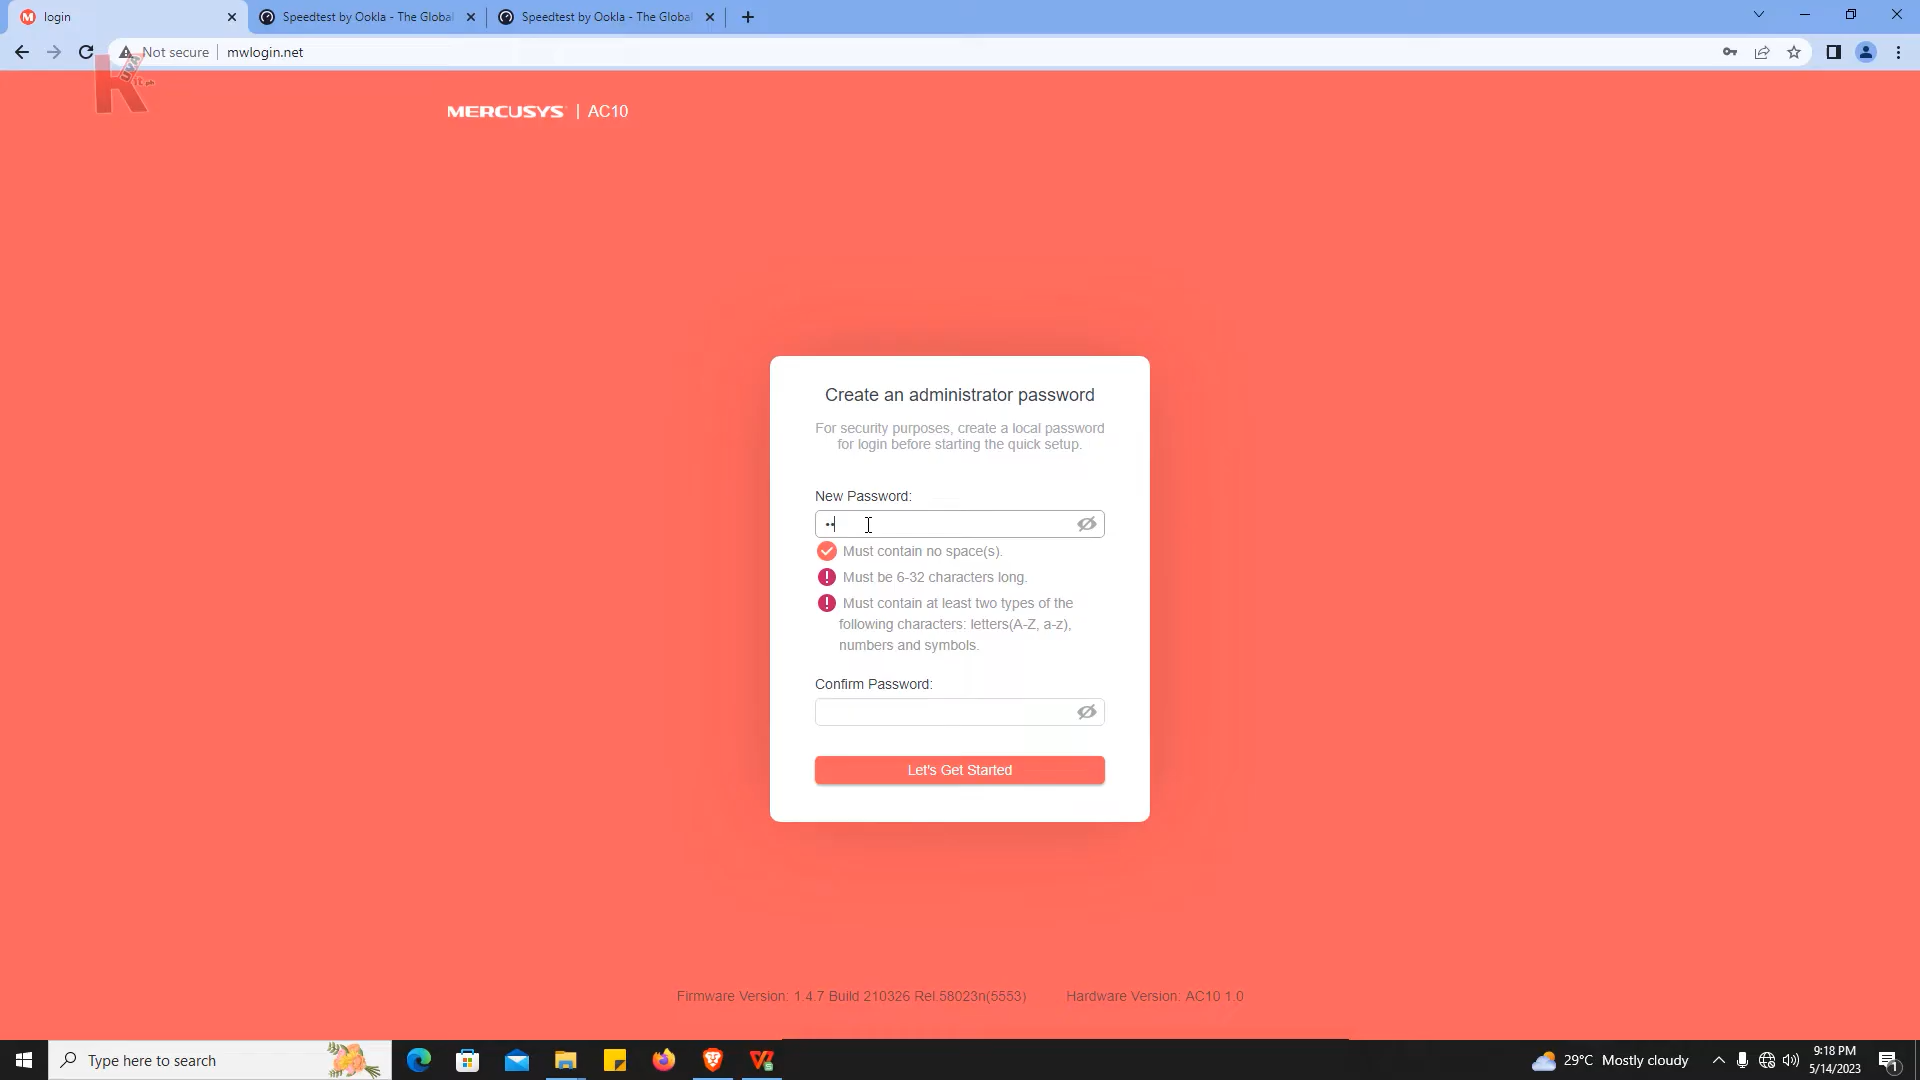 login
Speedtest by Ookla - The Global
Speedtest by Ookla - The Global
Not secure
mwlogin.net
MERCUSYS | AC10
Create an administrator password
For security purposes, create a local password
for login before starting the quick setup.
New Password:
Must contain no space(s).
Must be 6-32 characters long.
Must contain at least two types of the
following characters: letters(A-Z, a-z),
numbers and symbols.
Confirm Password:
Let's Get Started
Firmware Version: 1.4.7 Build 210326 Rel.58023n(5553)
Hardware Version: AC10 1.0
Type here to search
29°C Mostly cloudy
9:18 PM
5/14/2023
1